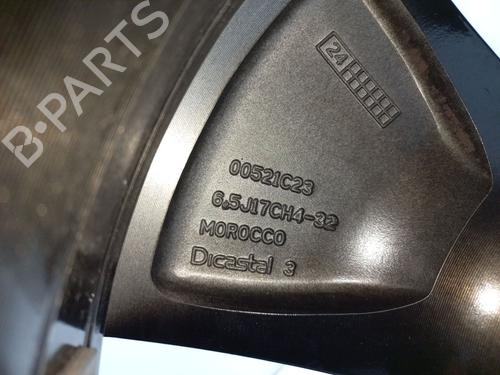 B-PARTS
24
00521C23
6.5J17CH4-32
MOROCCO
Dicastal 3